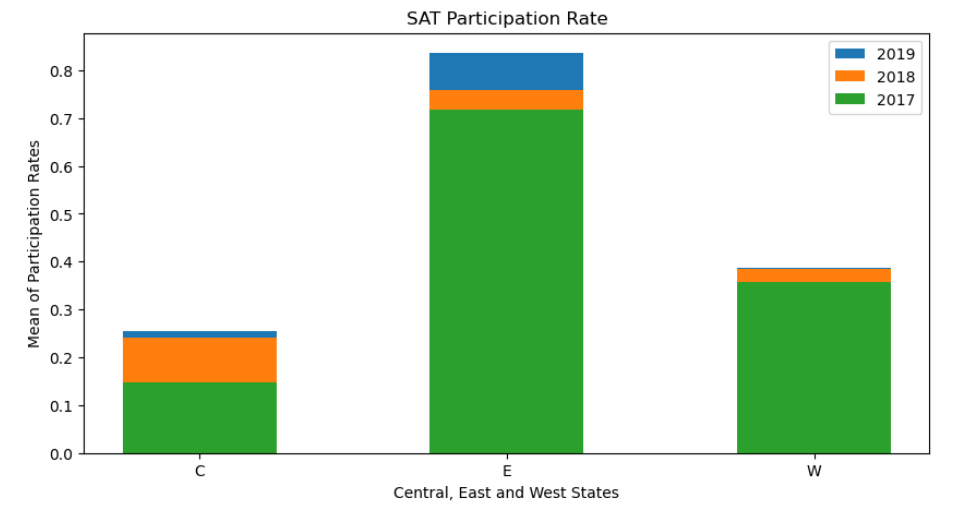 SAT Participation Rate
2019
2018
2017
Mean of Participation Rates
0.8
0.7
0.6
0.5
0.4
0.3
0.2
0.1
0.0
C
E
W
Central, East and West States